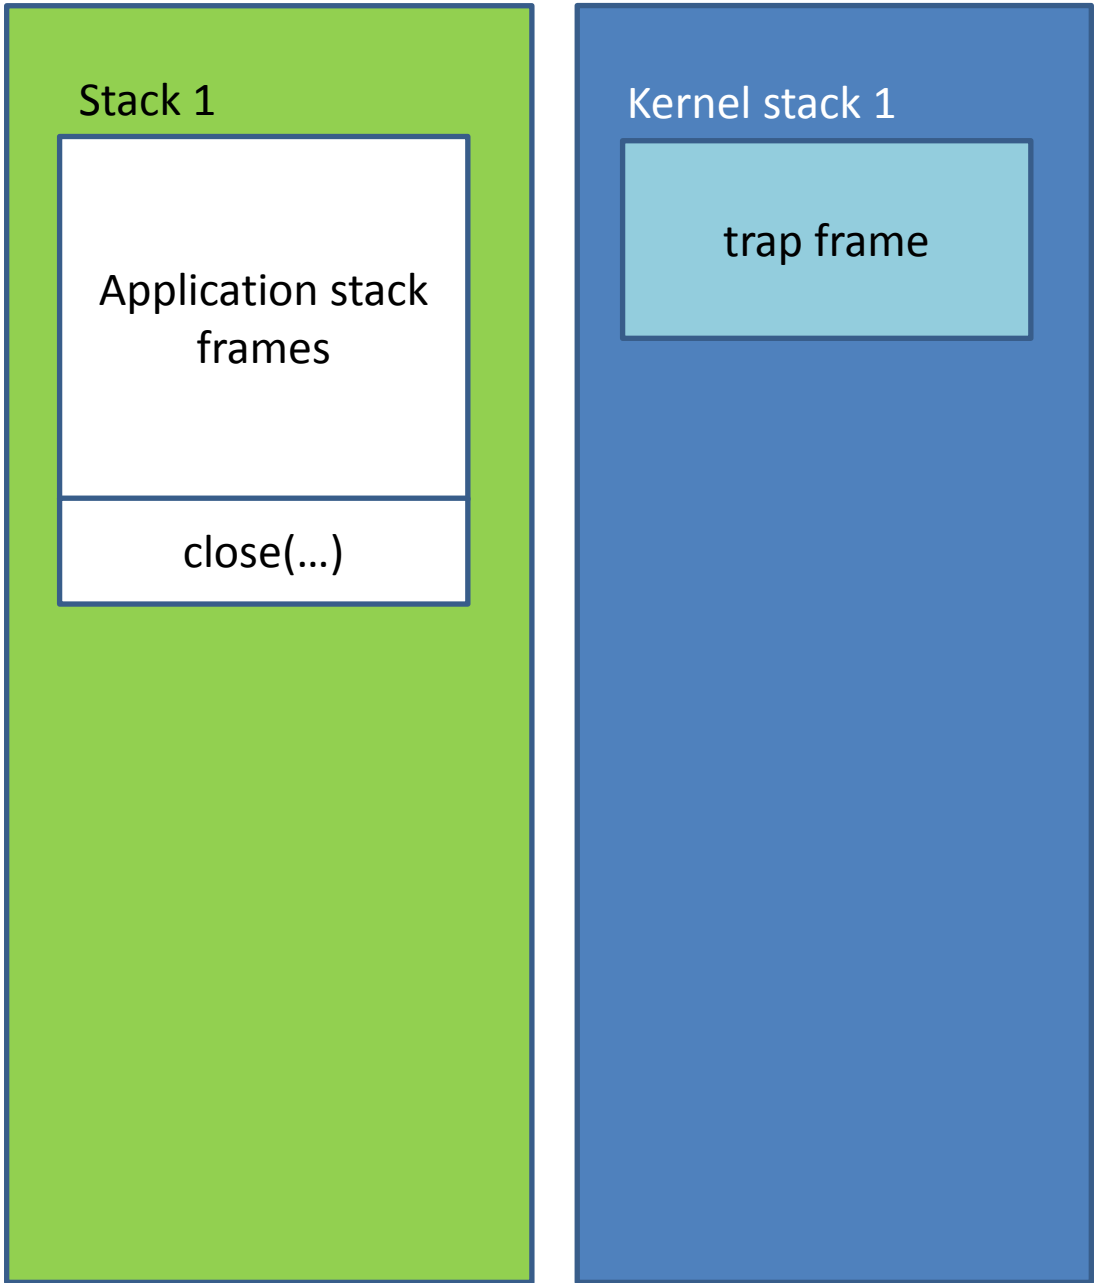 Stack 1
Application stack
frames
close(…)
Kernel stack 1
trap frame